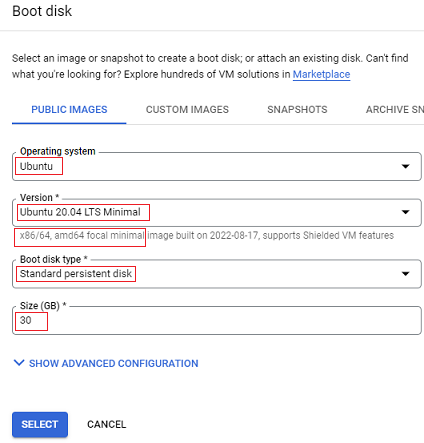 Boot disk
Select an image or snapshot to create a boot disk; or attach an existing disk. Can't find
what you're looking for? Explore hundreds of VM solutions in Marketplace
PUBLIC IMAGES CUSTOM IMAGES SNAPSHOTS ARCHIVE SN
Operating system
Ubuntu
Version *
Ubuntu 20.04 LTS Minimal
x86/64, amd64 focal minimal image built on 2022-08-17, supports Shielded VM features
Boot disk type *
Standard persistent disk
Size (GB) *
30
SHOW ADVANCED CONFIGURATION
SELECT CANCEL